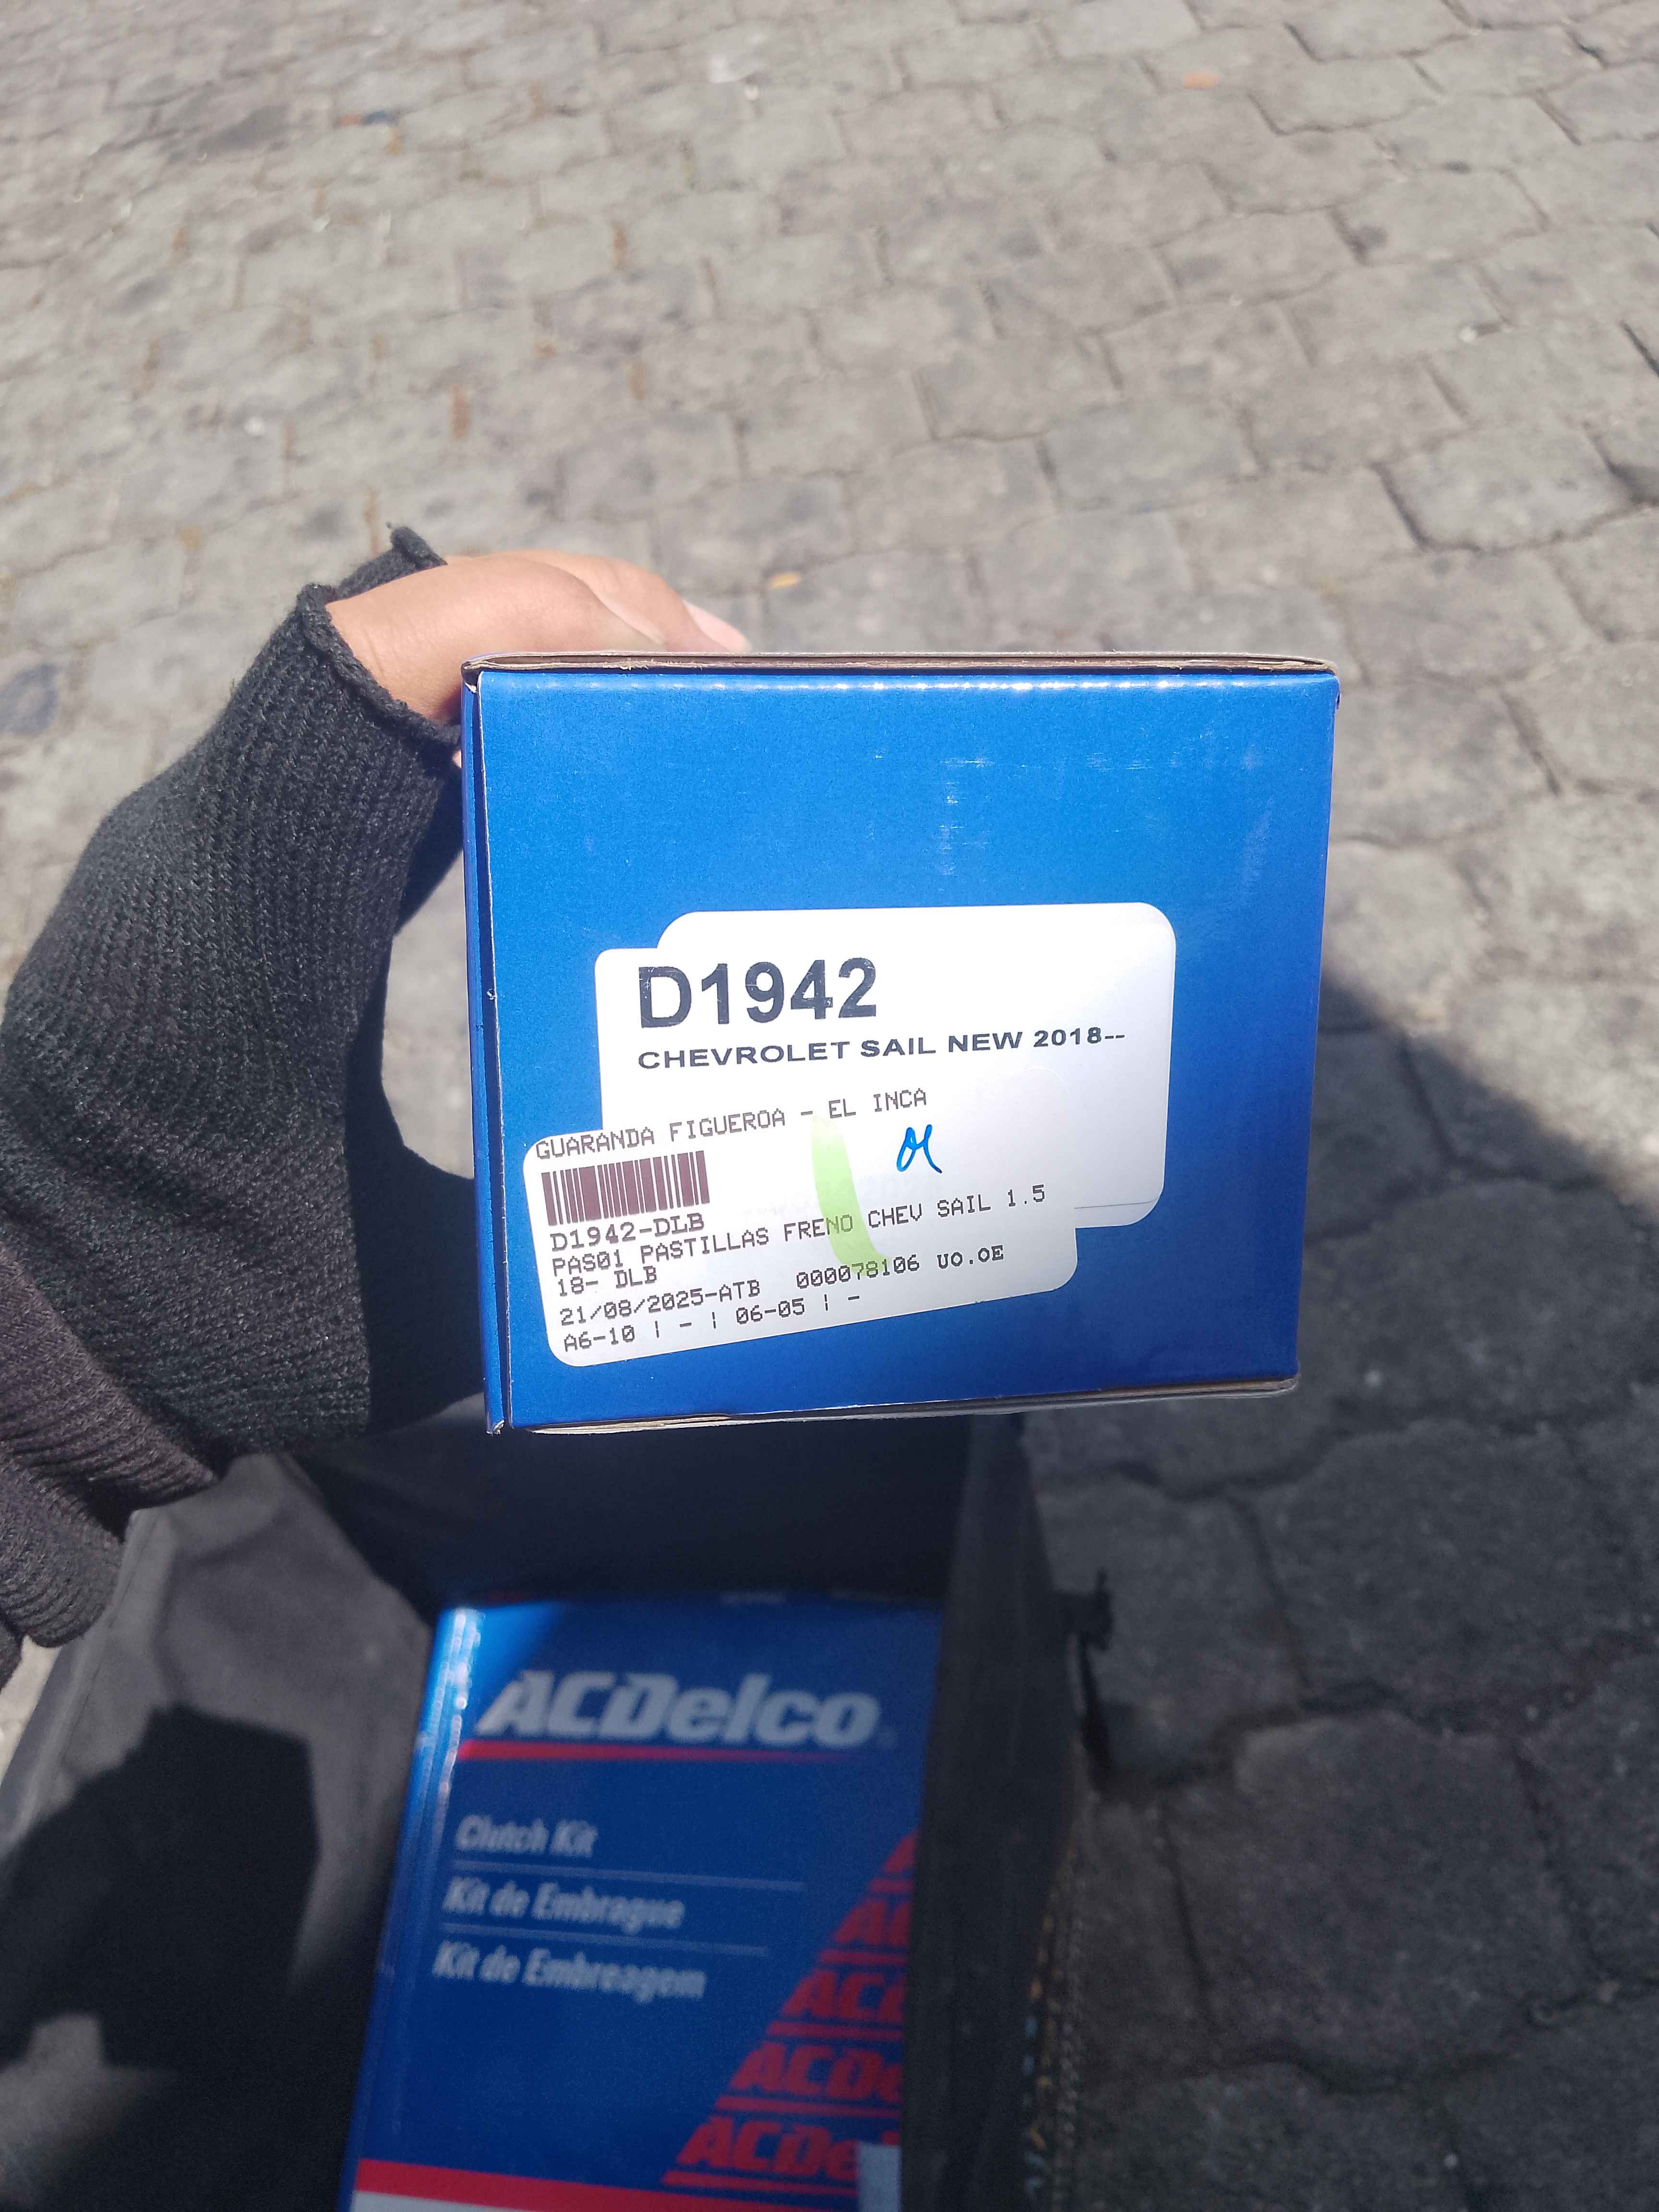 D1942
CHEVROLET SAIL NEW 2018--
GUARANDA FIGUEROA - EL INCA
D1942-DLB
PAS01 PASTILLAS FRENO CHEV SAIL 1.5
18- DLB
21/08/2025-ATB 000078106 UO.OE
A6-10 | - | 06-05 | -
ACDelco
Clutch Kit
Kit de Embrague
Kit de Embreagem